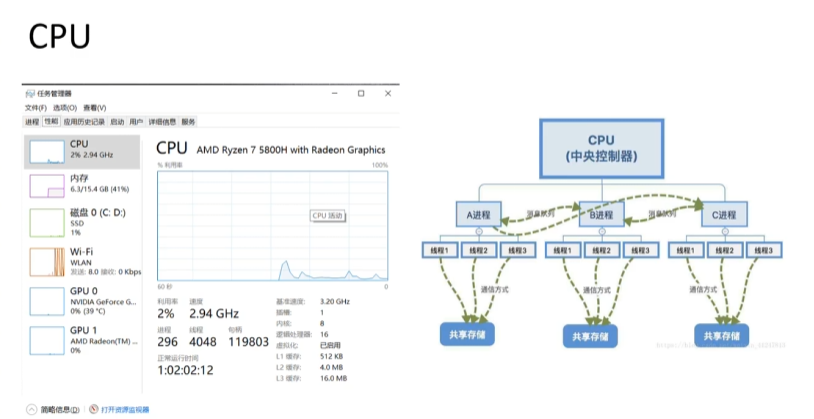 CPU
任务管理器
文件(F) 选项(O) 查看(V)
进程 性能 应用历史记录 启动 用户 详细信息 服务
CPU
2% 2.94 GHz
内存
6.3/15.4 GB (41%)
磁盘 0 (C: D:)
SSD
1%
Wi-Fi
WLAN
发送: 8.0 接收: 0 Kbps
GPU 0
NVIDIA GeForce G...
0% (39 °C)
GPU 1
AMD Radeon(TM) ...
0%
CPU AMD Ryzen 7 5800H with Radeon Graphics
% 利用率 100%
CPU 活动
60 秒 0
利用率 速度
2% 2.94 GHz
进程 线程 句柄
296 4048 119803
正常运行时间
1:02:02:12
基准速度: 3.20 GHz
插槽: 1
内核: 8
逻辑处理器: 16
虚拟化: 已启用
L1 缓存: 512 KB
L2 缓存: 4.0 MB
L3 缓存: 16.0 MB
简略信息(D) 打开资源监视器
CPU
(中央控制器)
A进程 消息队列 B进程 消息队列 C进程
线程1 线程2 线程3 线程1 线程2 线程3 线程1 线程2 线程3
通信方式 通信方式 通信方式
共享存储 共享存储 共享存储